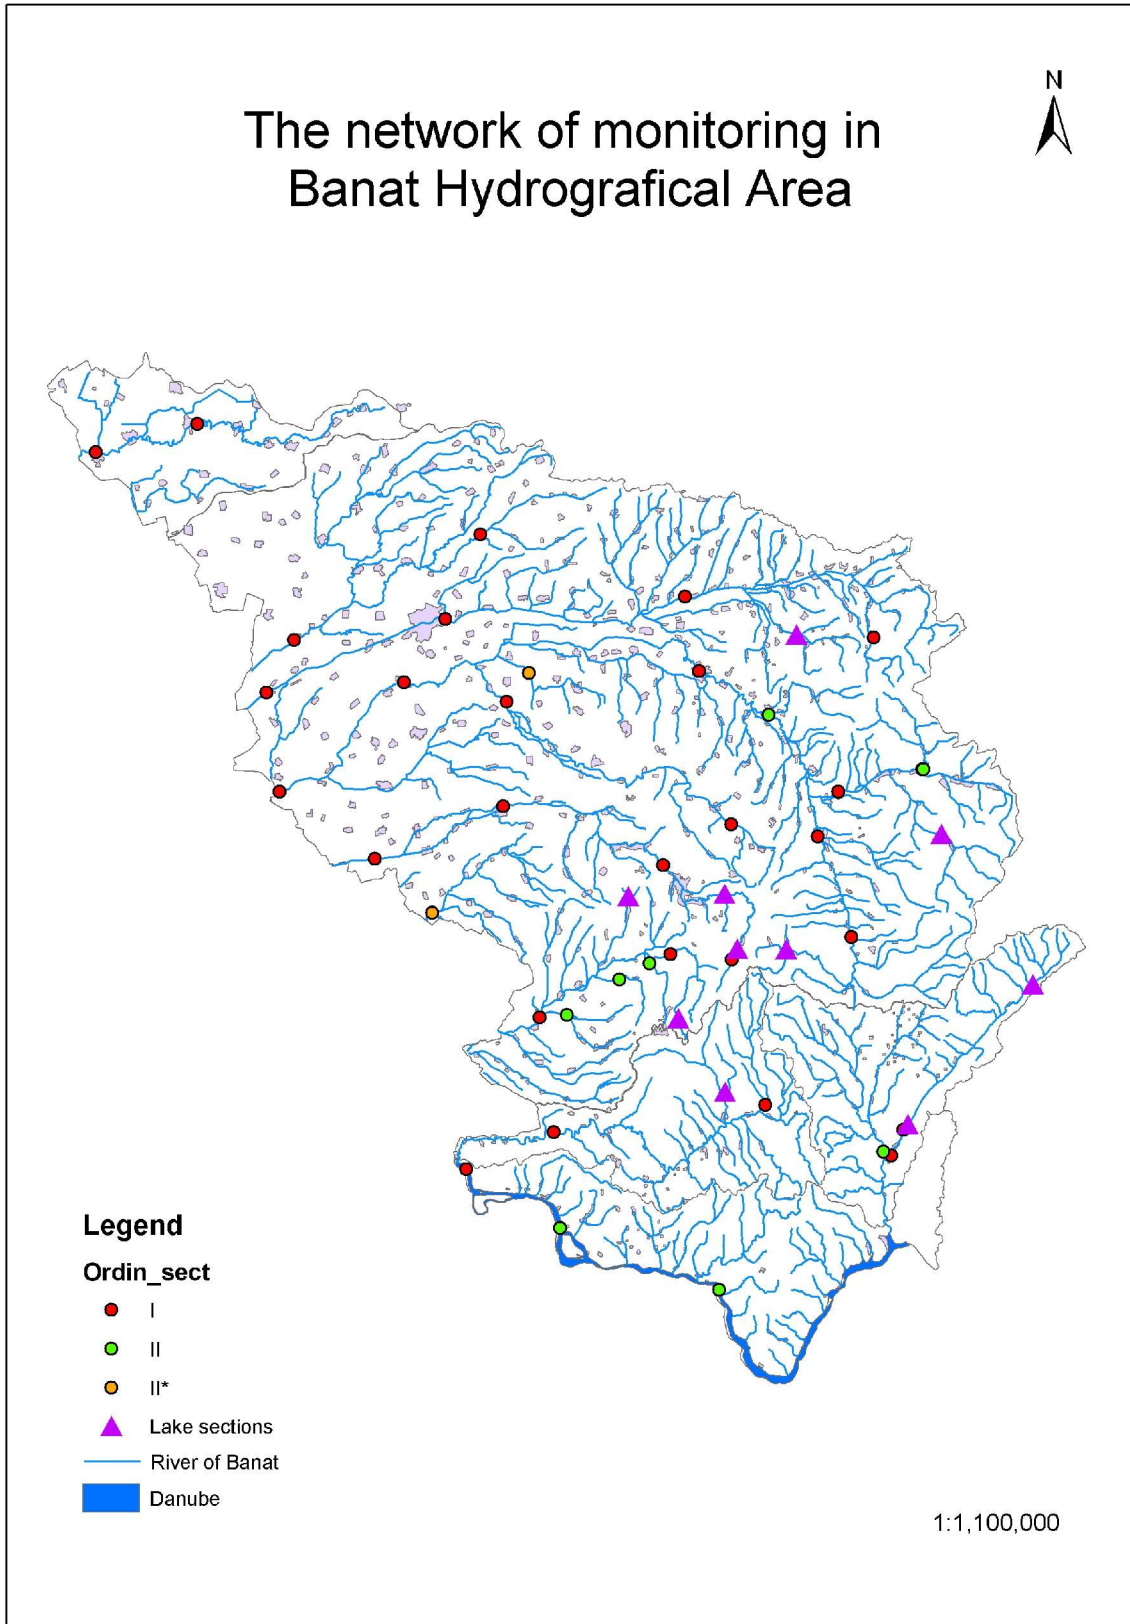 N
The network of monitoring in
Banat Hydrografical Area
Legend
Ordin_sect
I
II
II*
Lake sections
River of Banat
Danube
1:1,100,000